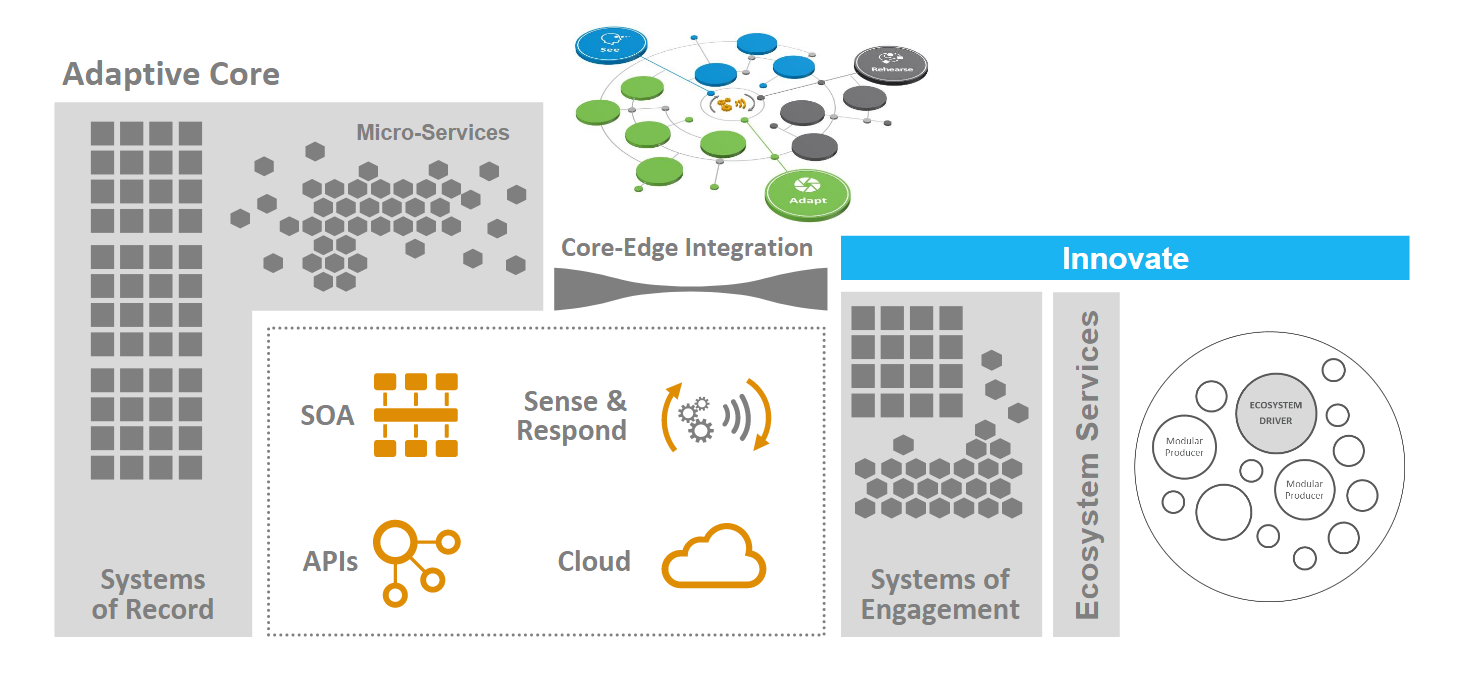 See
Rehearse
Adapt
Adaptive Core
Micro-Services
Systems
of Record
Core-Edge Integration
SOA
Sense &
Respond
APIs
Cloud
Innovate
Systems of
Engagement
Ecosystem Services
ECOSYSTEM
DRIVER
Modular
Producer
Modular
Producer